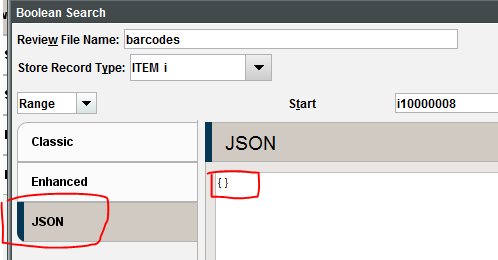 Boolean Search
Review File Name: barcodes
Store Record Type: ITEM i
Range Start i10000008
Classic
JSON
Enhanced
{ }
JSON